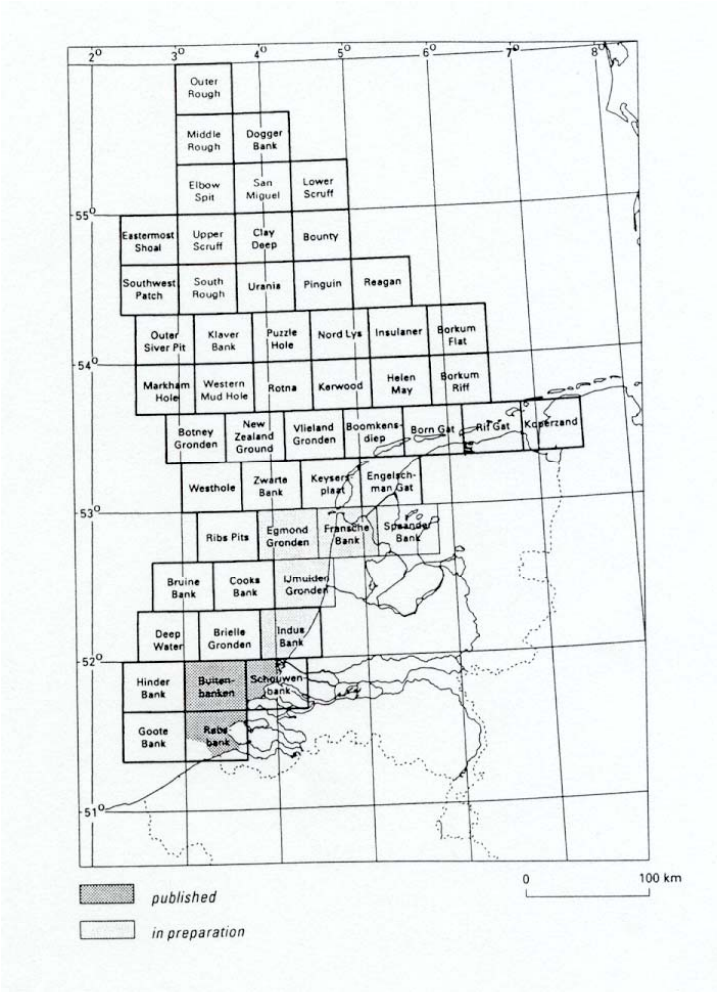 2° 3° 4° 5° 6° 7° 8°
Outer
Rough
Middle
Rough
Dogger
Bank
Elbow
Spit
San
Miguel
Lower
Scruff
55°
Eastermost
Shoal
Upper
Scruff
Clay
Deep
Bounty
Southwest
Patch
South
Rough
Urania
Pinguin
Reagan
Outer
Silver Pit
Klaver
Bank
Puzzle
Hole
Nord Lys
Insulaner
Borkum
Flat
54°
Markham
Hole
Western
Mud Hole
Rotna
Kerwood
Helen
May
Borkum
Riff
Botney
Gronden
New
Zealand
Ground
Vlieland
Gronden
Boomkens-
diep
Born Gat
Rif Gat
Koperzand
Westhole
Zwarte
Bank
Keysers
plaat
Engelsch-
man Gat
53°
Ribs Pits
Egmond
Gronden
Fransche
Bank
Spaander
Bank
Bruine
Bank
Cooks
Bank
IJmuiden
Gronden
Deep
Water
Brielle
Gronden
Indus
Bank
52°
Hinder
Bank
Buiten-
banken
Schouwen-
bank
Goote
Bank
Rabs
bank
51°
published
in preparation
0 100 km